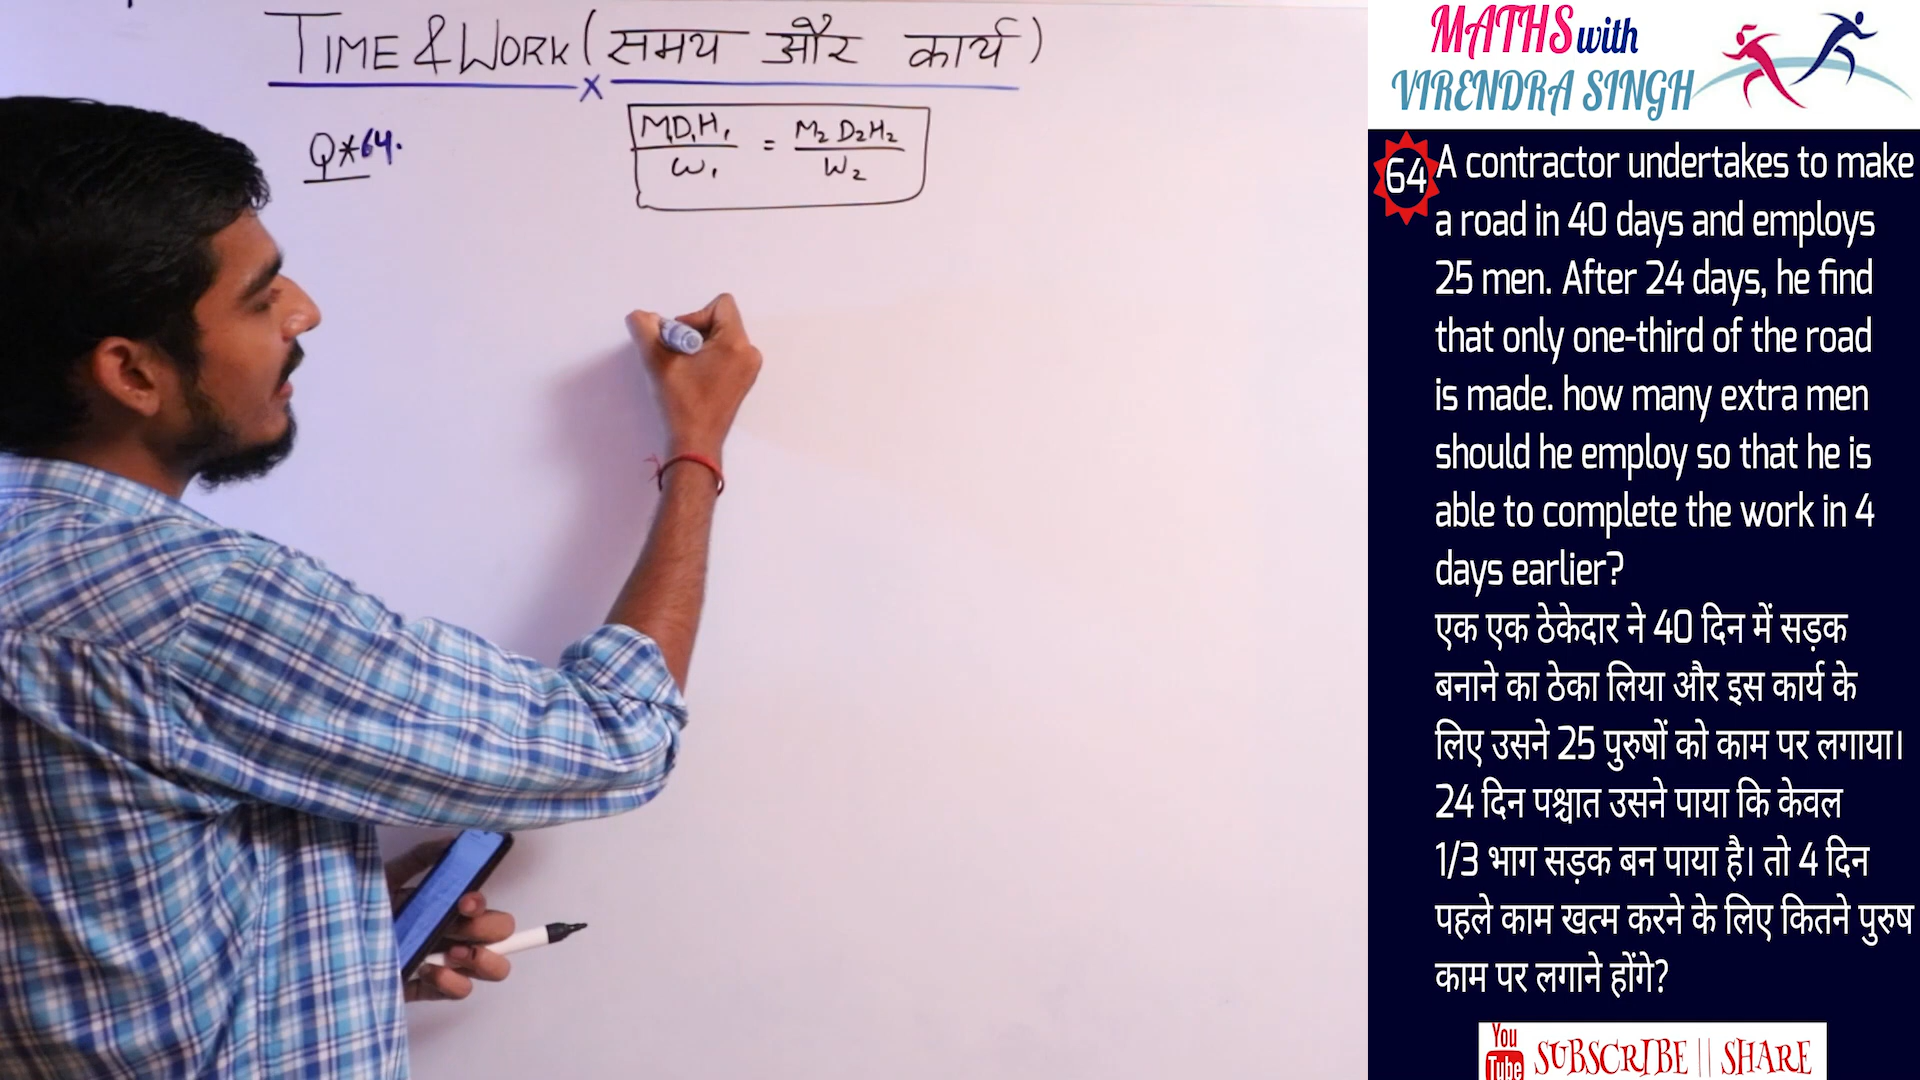 TIME & WORK (समय और कार्य)
x
Q*64.
M1D1H1 = M2 D2H2
W1 W2
MATHS with
VIRENDRA SINGH
64 A contractor undertakes to make
a road in 40 days and employs
25 men. After 24 days, he find
that only one-third of the road
is made. how many extra men
should he employ so that he is
able to complete the work in 4
days earlier?
एक एक ठेकेदार ने 40 दिन में सड़क
बनाने का ठेका लिया और इस कार्य के
लिए उसने 25 पुरुषों को काम पर लगाया।
24 दिन पश्चात उसने पाया कि केवल
1/3 भाग सड़क बन पाया है। तो 4 दिन
पहले काम खत्म करने के लिए कितने पुरुष
काम पर लगाने होंगे?
You
Tube SUBSCRIBE || SHARE